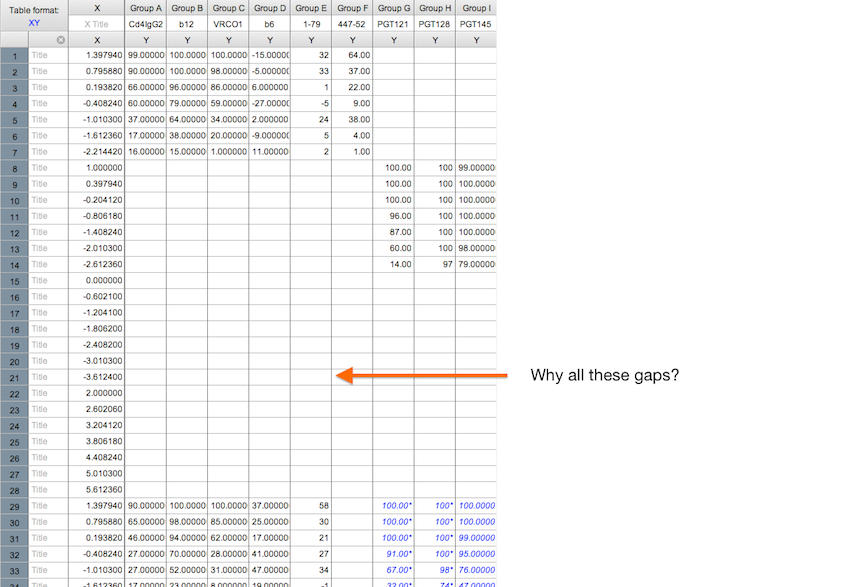 Table format: X Group A Group B Group C Group D Group E Group F Group G Group H Group I
XY X Title Cd4IgG2 b12 VRCO1 b6 1-79 447-52 PGT121 PGT128 PGT145
X Y Y Y Y Y Y Y Y Y
1 Title 1.397940 99.00000 100.0000 100.0000 -15.0000 32 64.00
2 Title 0.795880 90.00000 100.0000 98.00000 -5.000000 33 37.00
3 Title 0.193820 66.00000 96.00000 86.00000 6.000000 1 22.00
4 Title -0.408240 60.00000 79.00000 59.00000 -27.0000 -5 9.00
5 Title -1.010300 37.00000 64.00000 34.00000 2.000000 24 38.00
6 Title -1.612360 17.00000 38.00000 20.00000 -9.00000 5 4.00
7 Title -2.214420 16.00000 15.00000 1.000000 11.00000 2 1.00
8 Title 1.000000 100.00 100 99.00000
9 Title 0.397940 100.00 100 100.0000
10 Title -0.204120 100.00 100 100.0000
11 Title -0.806180 96.00 100 100.0000
12 Title -1.408240 87.00 100 100.0000
13 Title -2.010300 60.00 100 98.00000
14 Title -2.612360 14.00 97 79.00000
15 Title 0.000000
16 Title -0.602100
17 Title -1.204100
18 Title -1.806200
19 Title -2.408200
20 Title -3.010300
21 Title -3.612400 Why all these gaps?
22 Title 2.000000
23 Title 2.602060
24 Title 3.204120
25 Title 3.806180
26 Title 4.408240
27 Title 5.010300
28 Title 5.612360
29 Title 1.397940 90.00000 100.0000 100.0000 37.00000 58 100.00* 100* 100.0000
30 Title 0.795880 65.00000 98.00000 85.00000 25.00000 30 100.00* 100* 100.0000
31 Title 0.193820 46.00000 94.00000 62.00000 17.00000 21 100.00* 100* 99.00000
32 Title -0.408240 27.00000 70.00000 28.00000 41.00000 27 91.00* 100* 95.00000
33 Title -1.010300 27.00000 52.00000 31.00000 47.00000 34 67.00* 98* 76.00000
Title -1.612360 17.00000 23.00000 8.000000 19.00000 -1 32.00* 74* 47.00000